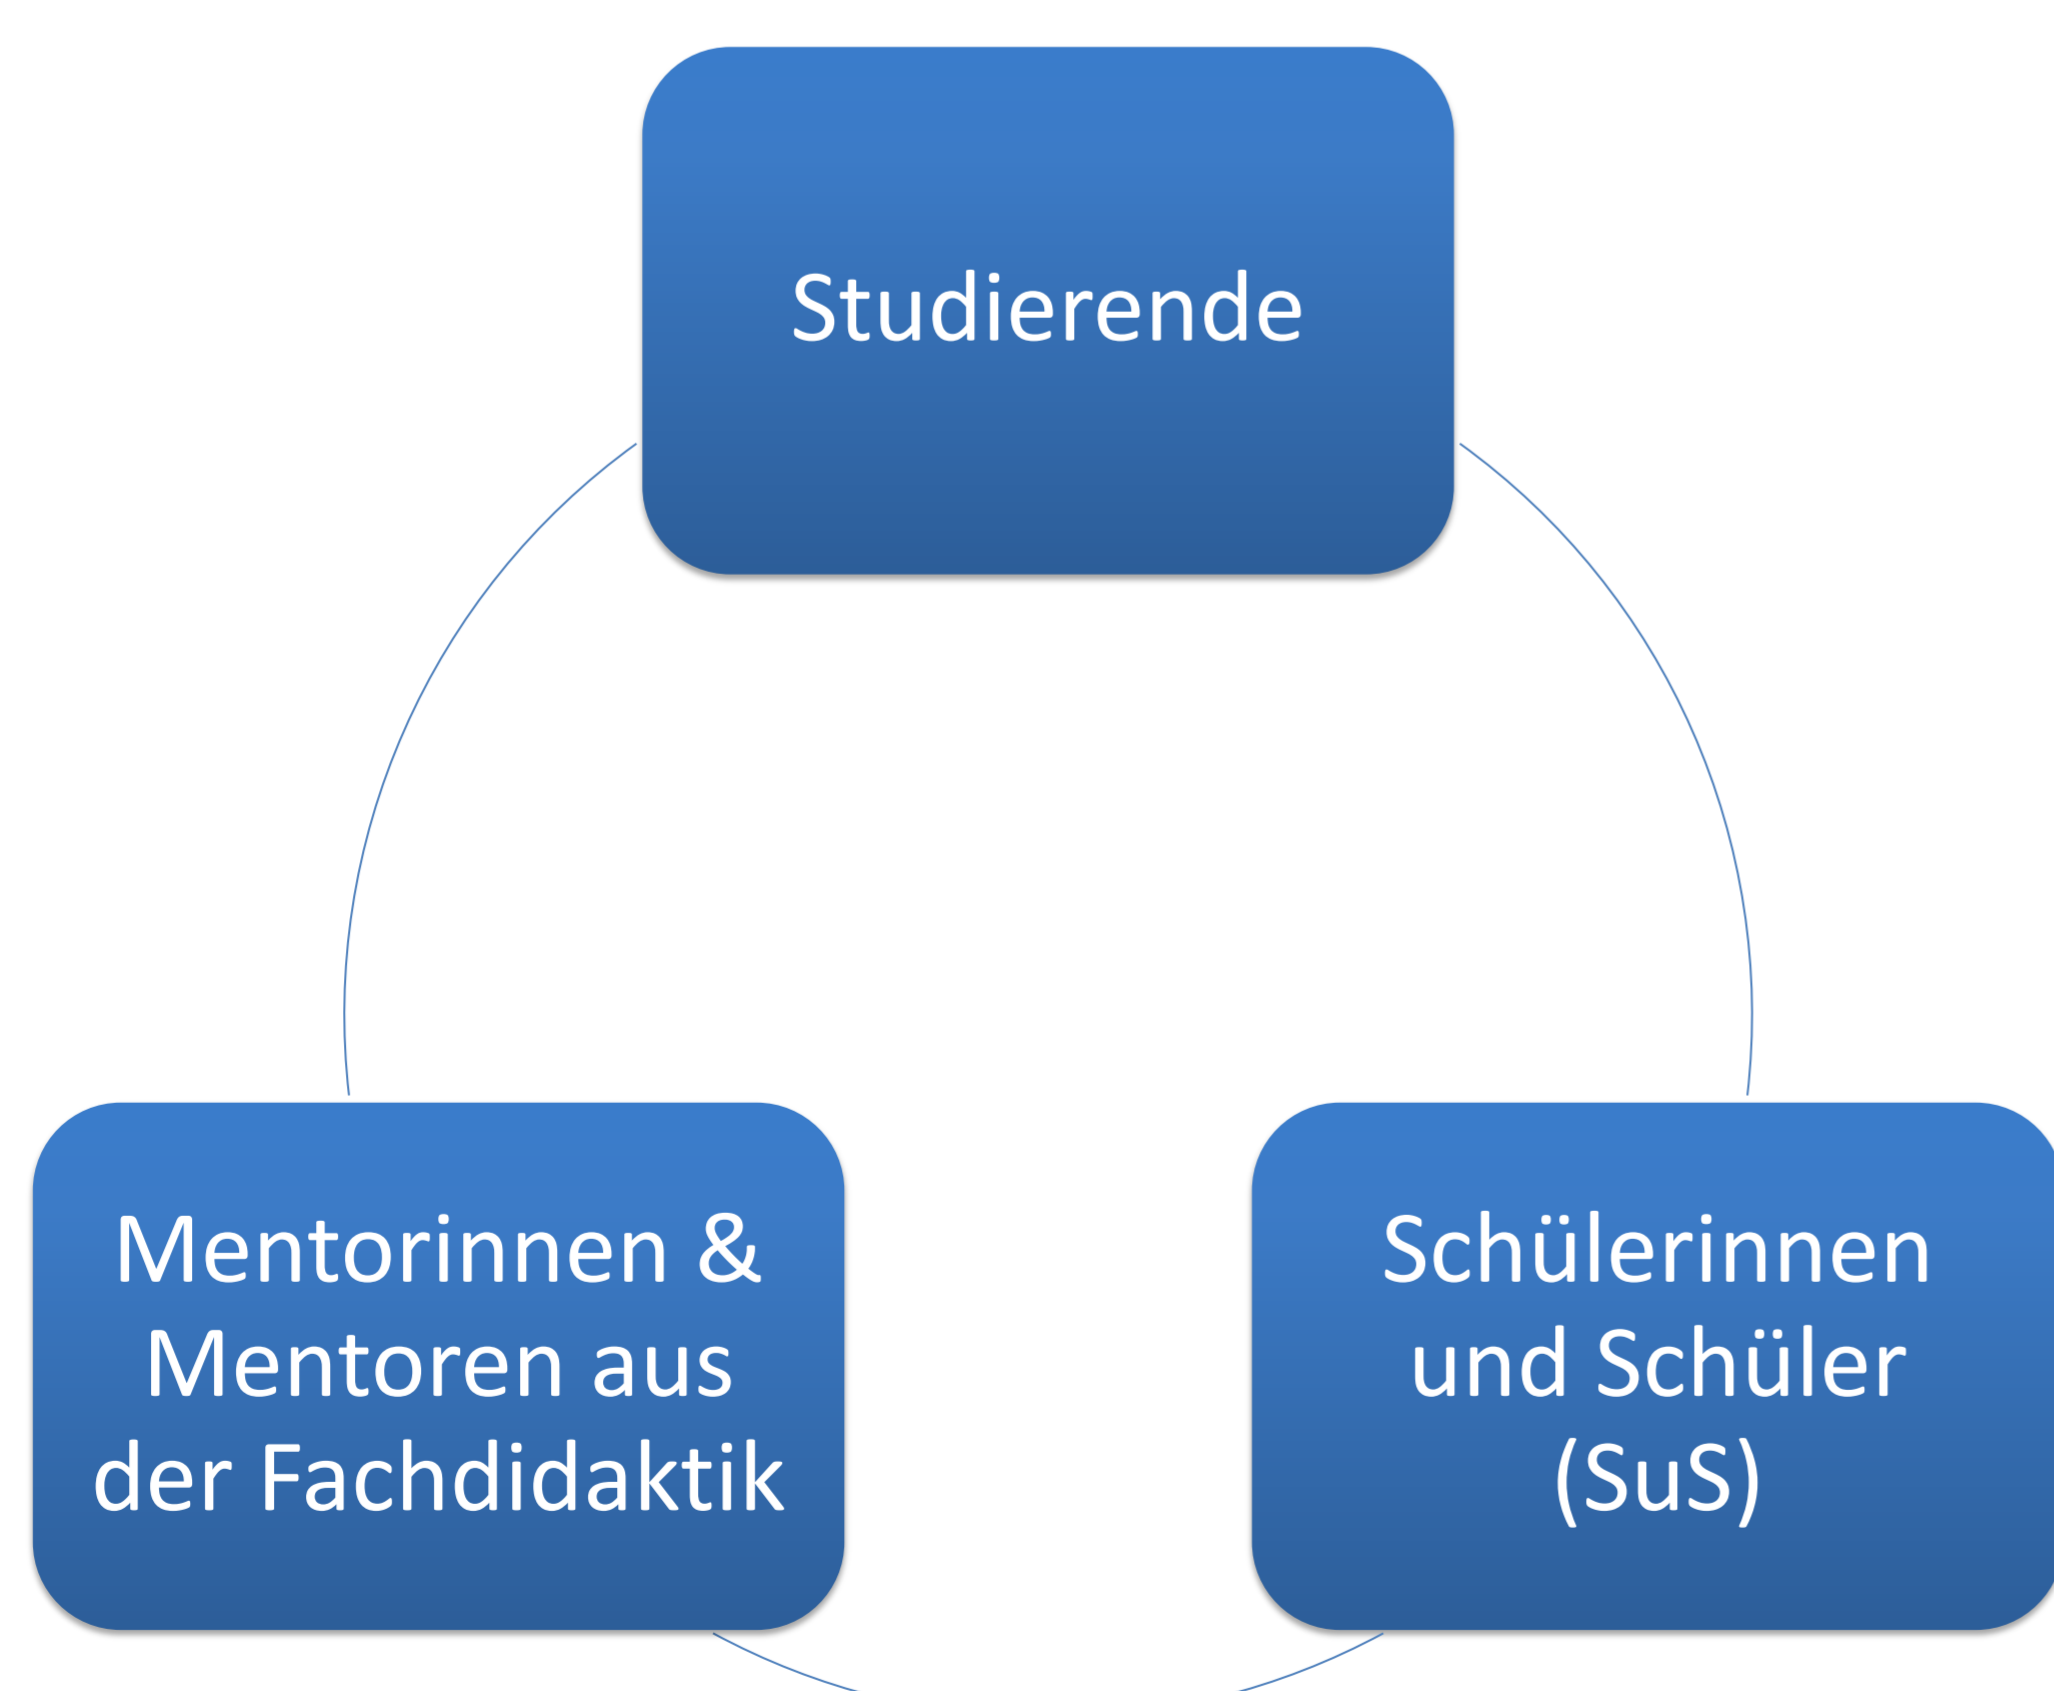 Studierende
Mentorinnen &
Mentoren aus
der Fachdidaktik
Schülerinnen
und Schüler
(SuS)